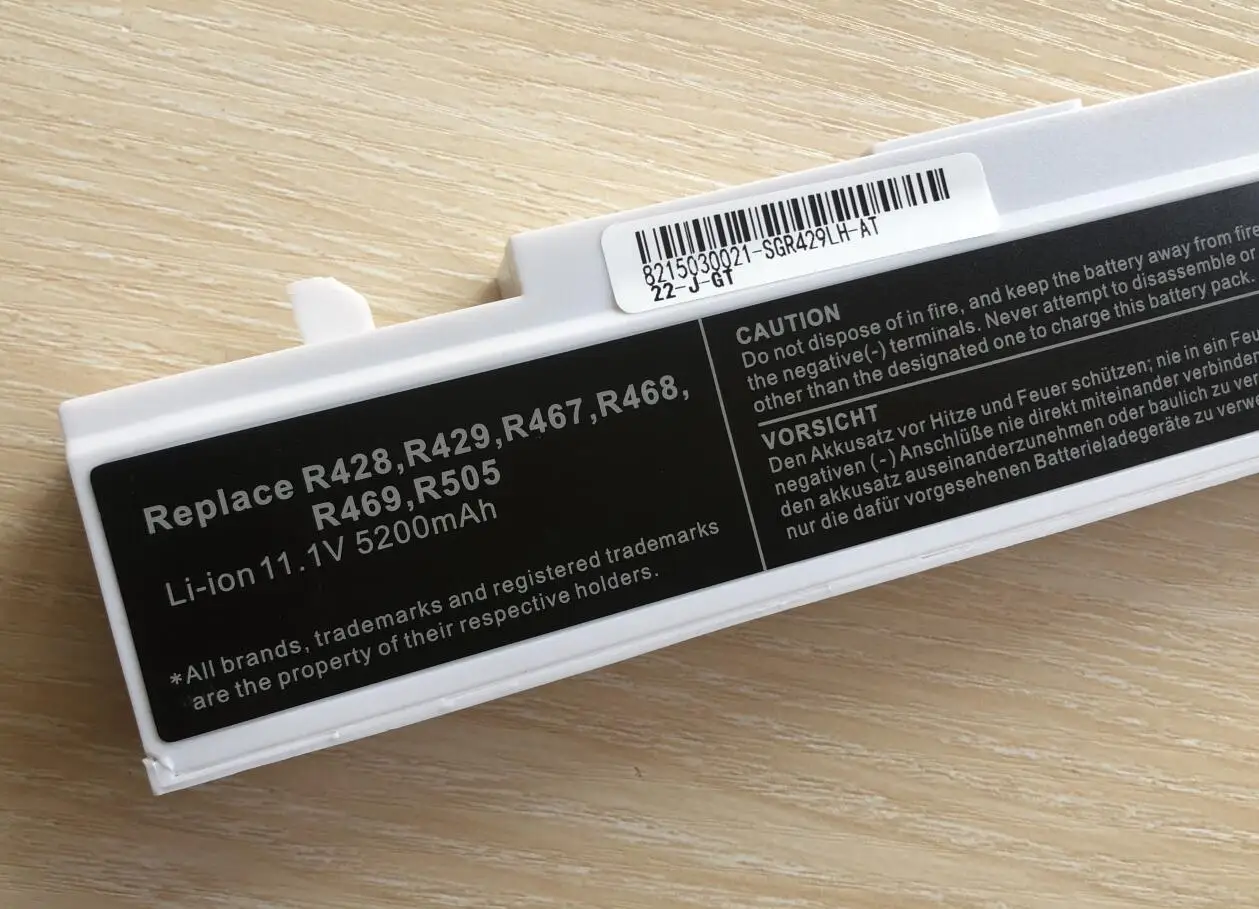 8215030021-SGR429LH-AT
22-J-GT
Replace R428,R429,R467,R468,
R469,R505
Li-ion 11.1V 5200mAh
*All brands, trademarks and registered trademarks
are the property of their respective holders.
CAUTION
Do not dispose of in fire, and keep the battery away from fire
the negative(-) terminals. Never attempt to disassemble or
other than the designated one to charge this battery pack.
VORSICHT
Den Akkusatz vor Hitze und Feuer schützen; nie in ein
negativen (-) Anschlüße nie direkt miteinander
den akkusatz auseinanderzunehmen oder baulich zu
nur die dafür vorgesehenen Batterieladegeräte zu